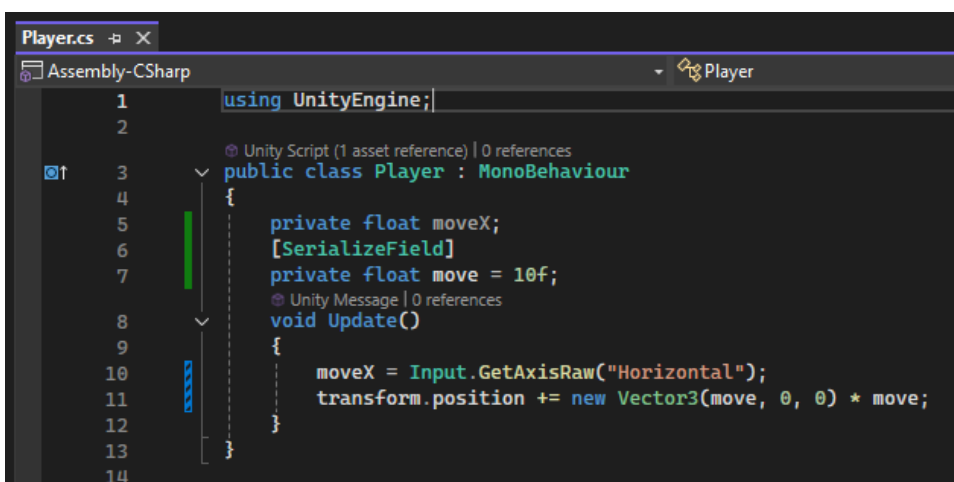 Player.cs
Assembly-CSharp Player
1 using UnityEngine;
2
Unity Script (1 asset reference) | 0 references
3 public class Player : MonoBehaviour
4 {
5 private float moveX;
6 [SerializeField]
7 private float move = 10f;
Unity Message | 0 references
8 void Update()
9 {
10 moveX = Input.GetAxisRaw("Horizontal");
11 transform.position += new Vector3(move, 0, 0) * move;
12 }
13 }
14